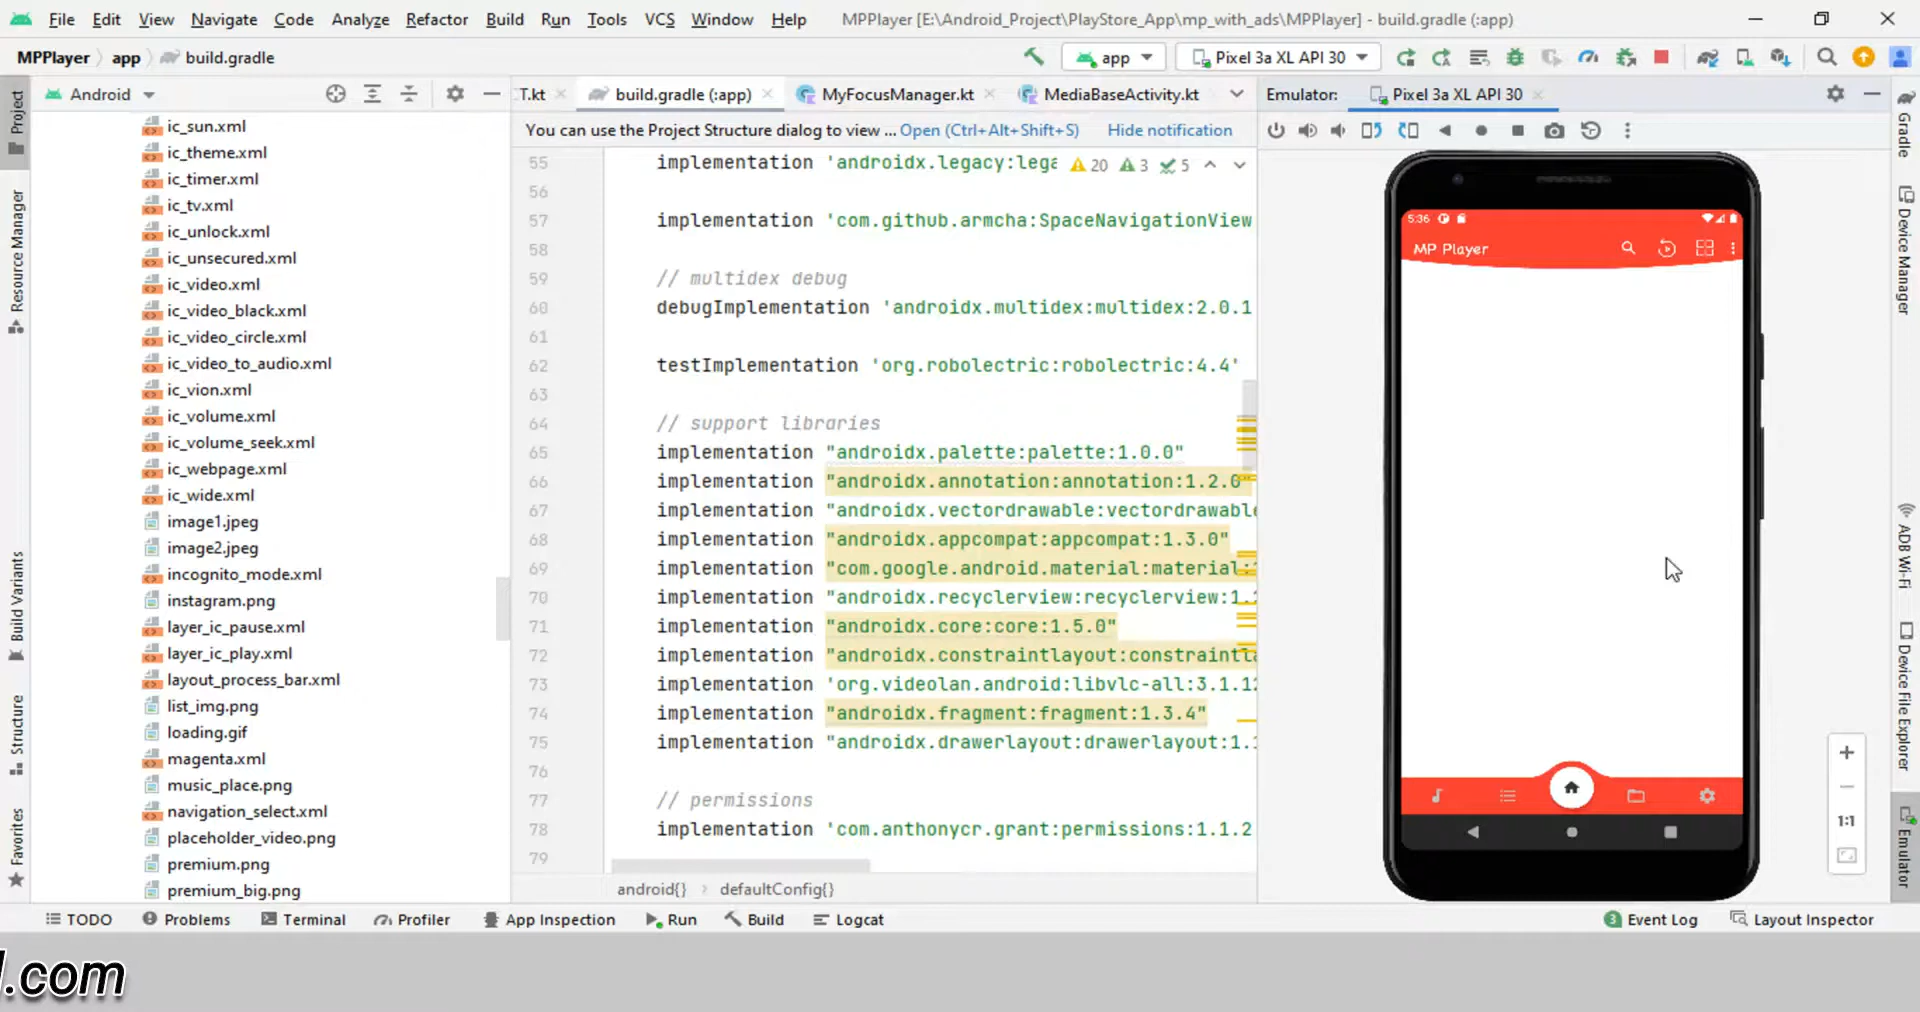 File Edit View Navigate Code Analyze Refactor Build Run Tools VCS Window Help MPPlayer [E:\Android_Project\PlayStore_App\mp_with_ads\MPPlayer] - build.gradle (:app)
MPPlayer app build.gradle app Pixel 3a XL API 30
Android T.kt build.gradle (:app) MyFocusManager.kt MediaBaseActivity.kt Emulator: Pixel 3a XL API 30
You can use the Project Structure dialog to view ... Open (Ctrl+Alt+Shift+S) Hide notification
Project
Resource Manager
Build Variants
Structure
Favorites
ic_sun.xml
ic_theme.xml
ic_timer.xml
ic_tv.xml
ic_unlock.xml
ic_unsecured.xml
ic_video.xml
ic_video_black.xml
ic_video_circle.xml
ic_video_to_audio.xml
ic_vion.xml
ic_volume.xml
ic_volume_seek.xml
ic_webpage.xml
ic_wide.xml
image1.jpeg
image2.jpeg
incognito_mode.xml
instagram.png
layer_ic_pause.xml
layer_ic_play.xml
layout_process_bar.xml
list_img.png
loading.gif
magenta.xml
music_place.png
navigation_select.xml
placeholder_video.png
premium.png
premium_big.png
55 implementation 'androidx.legacy:lega 20 3 5
56
57 implementation 'com.github.armcha:SpaceNavigationView
58
59 // multidex debug
60 debugImplementation 'androidx.multidex:multidex:2.0.1
61
62 testImplementation 'org.robolectric:robolectric:4.4'
63
64 // support libraries
65 implementation "androidx.palette:palette:1.0.0"
66 implementation "androidx.annotation:annotation:1.2.0"
67 implementation "androidx.vectordrawable:vectordrawable
68 implementation "androidx.appcompat:appcompat:1.3.0"
69 implementation "com.google.android.material:material:
70 implementation "androidx.recyclerview:recyclerview:1.
71 implementation "androidx.core:core:1.5.0"
72 implementation "androidx.constraintlayout:constraintla
73 implementation 'org.videolan.android:libvlc-all:3.1.12
74 implementation "androidx.fragment:fragment:1.3.4"
75 implementation "androidx.drawerlayout:drawerlayout:1.
76
77 // permissions
78 implementation 'com.anthonycr.grant:permissions:1.1.2
79
android{} defaultConfig{}
5:36
MP Player
1:1
Gradle
Device Manager
ADB Wi-Fi
Device File Explorer
Emulator
TODO Problems Terminal Profiler App Inspection Run Build Logcat 3 Event Log Layout Inspector
.com